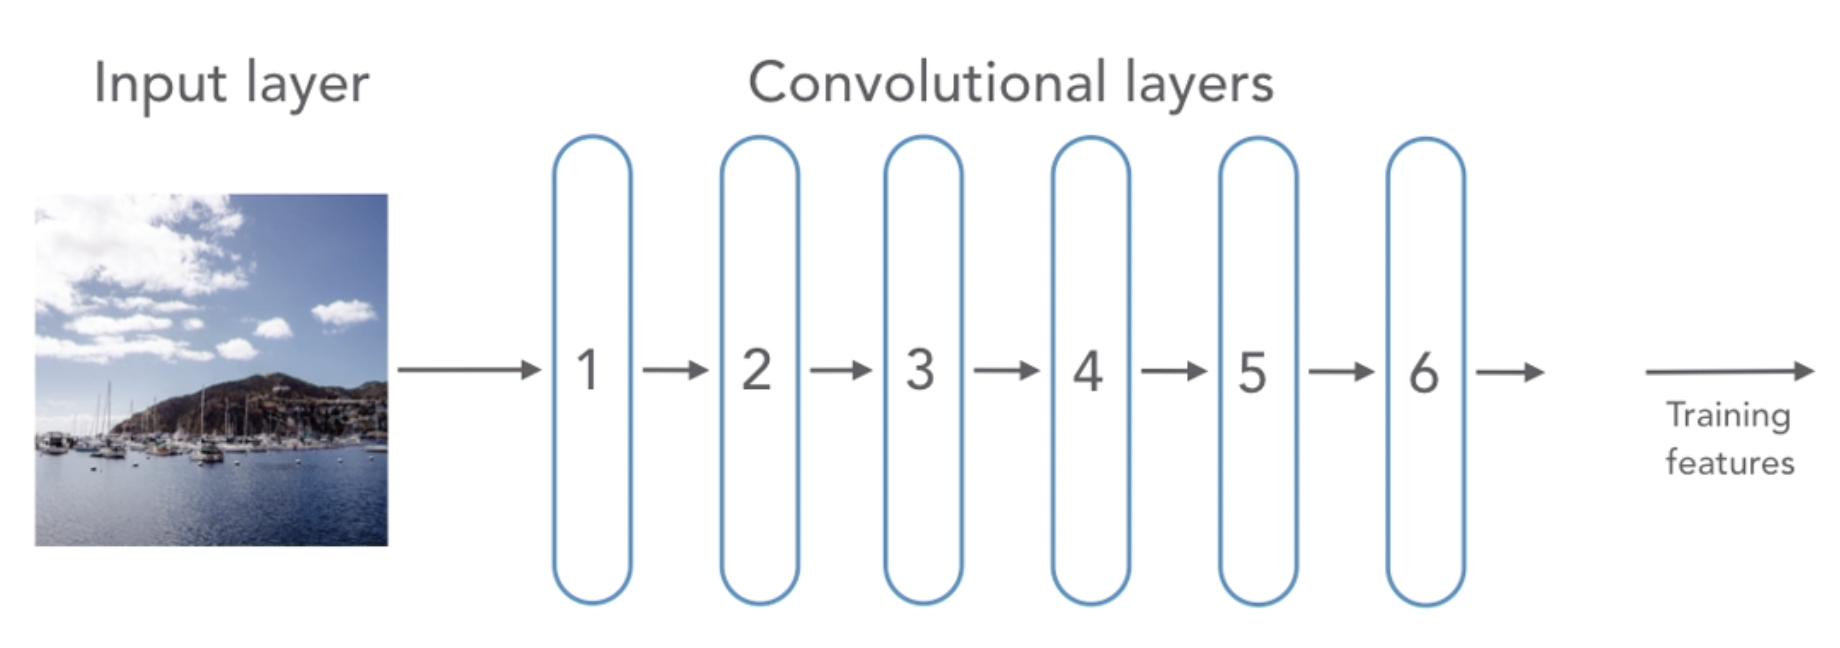 Input layer
Convolutional layers
1
2
3
4
5
6
Training
features